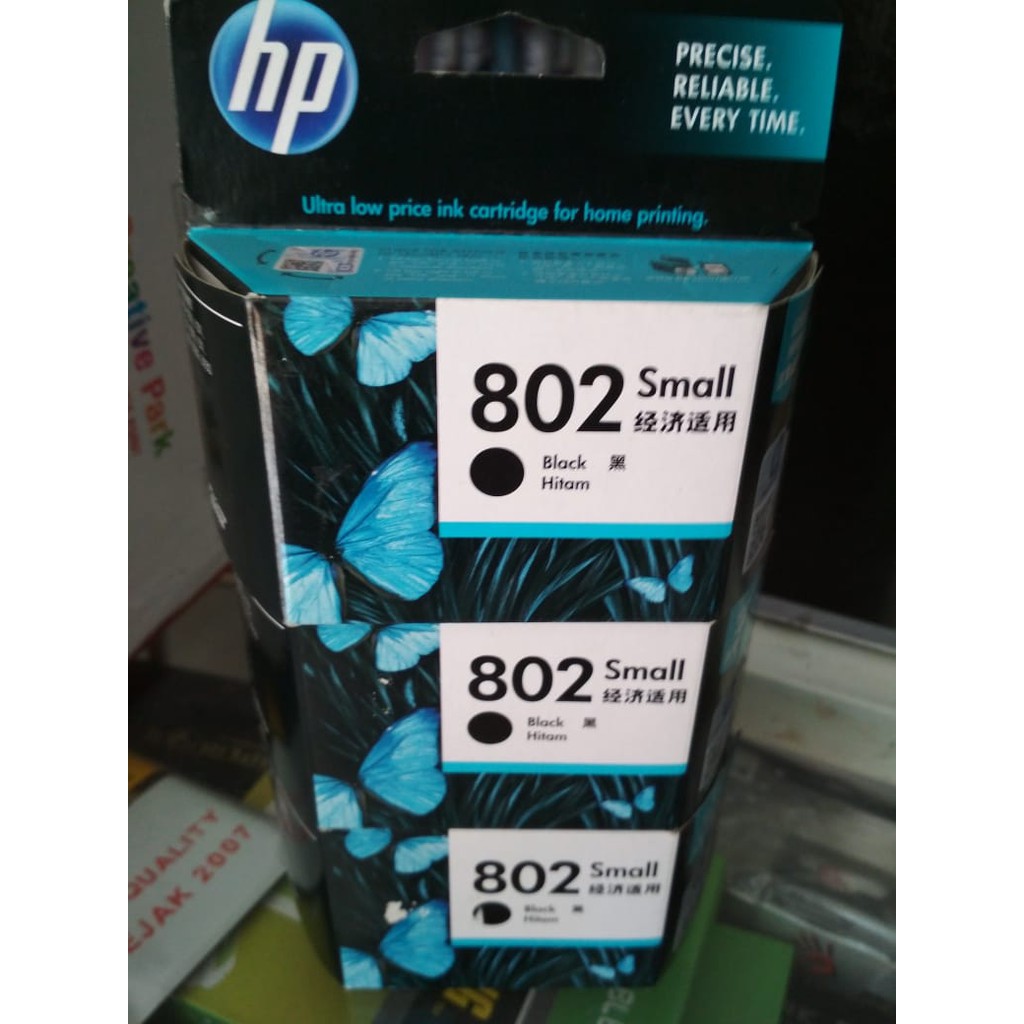 hp
PRECISE,
RELIABLE,
EVERY TIME.
Ultra low price ink cartridge for home printing.
802 Small
经济适用
Black 黑
Hitam
802 Small
经济适用
Black 黑
Hitam
802 Small
经济适用
Black 黑
Hitam
ative Park
QUALITY
EJAK 2007